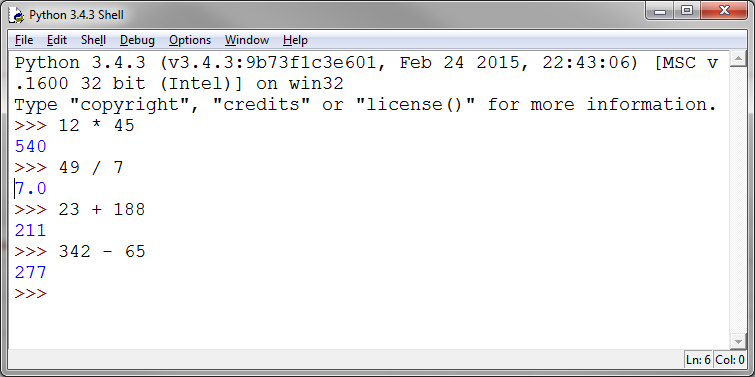 Python 3.4.3 Shell
File Edit Shell Debug Options Window Help
Python 3.4.3 (v3.4.3:9b73f1c3e601, Feb 24 2015, 22:43:06) [MSC v
.1600 32 bit (Intel)] on win32
Type "copyright", "credits" or "license()" for more information.
>>> 12 * 45
540
>>> 49 / 7
7.0
>>> 23 + 188
211
>>> 342 - 65
277
>>>
Ln: 6 Col: 0